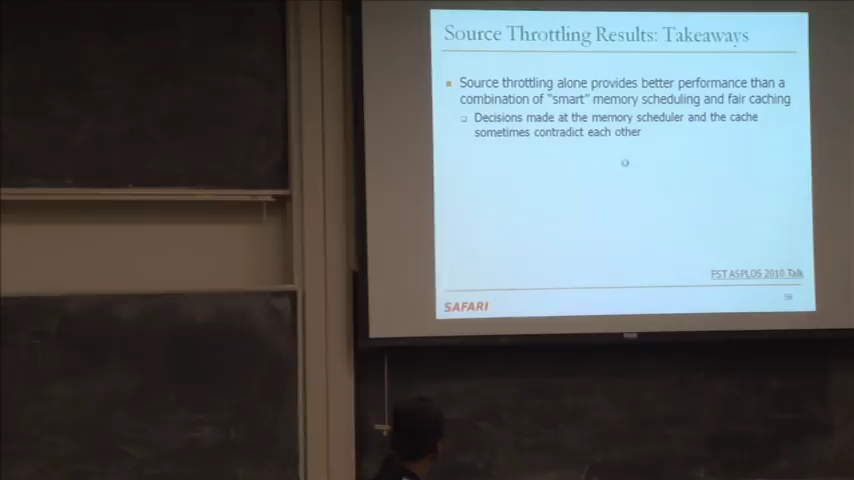 Source Throttling Results: Takeaways
Source throttling alone provides better performance than a
combination of "smart" memory scheduling and fair caching
Decisions made at the memory scheduler and the cache
sometimes contradict each other
FST ASPLOS 2010 Talk
SAFARI